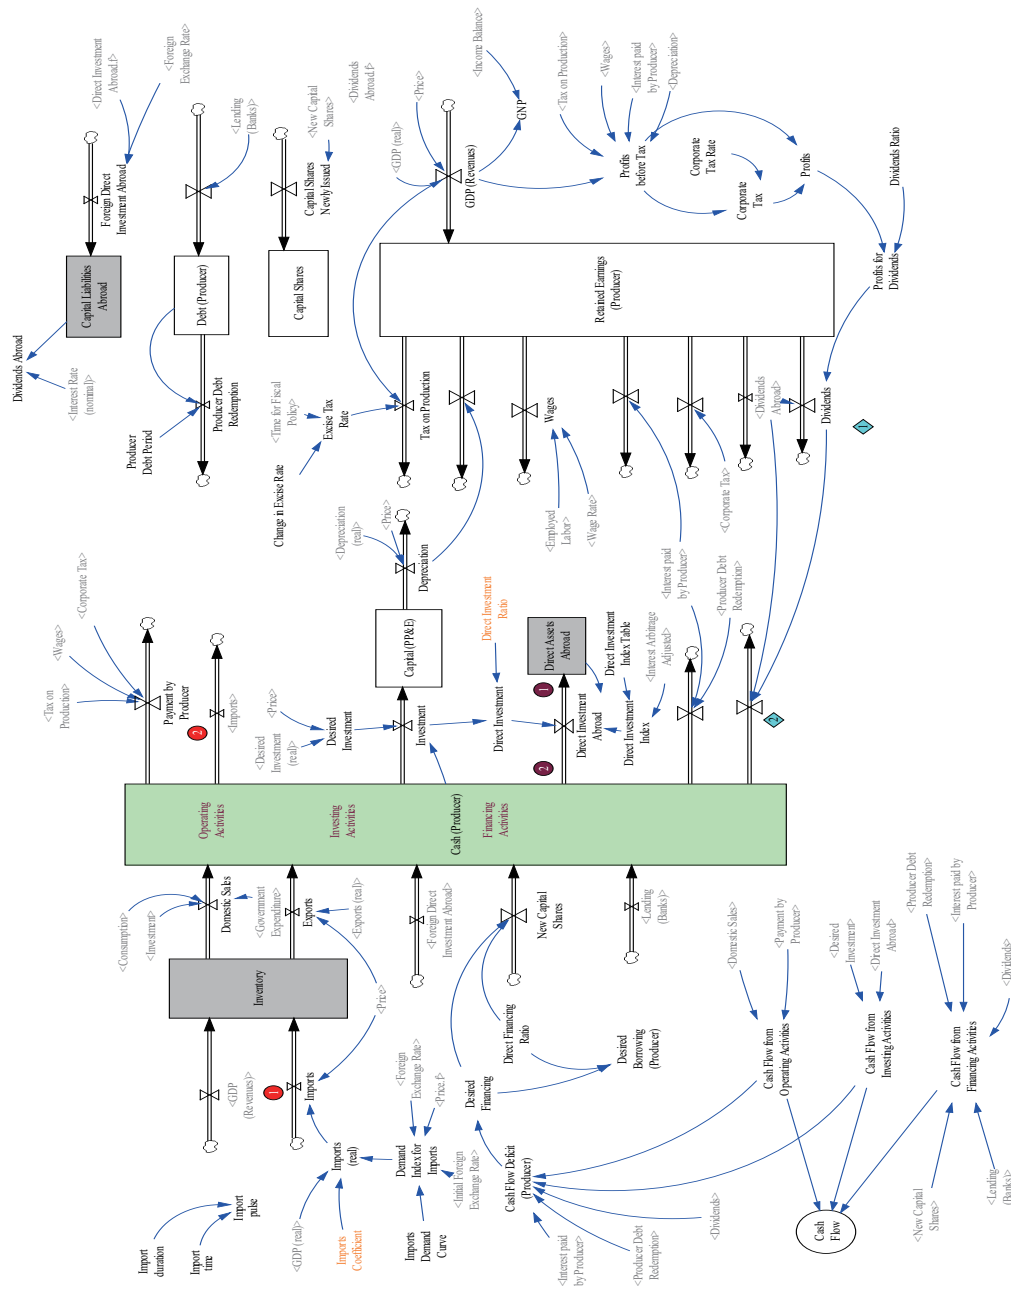 Import
duration
Import
time
Import
pulse
<GDP (real)>
Imports
Coefficient
Imports
(real)
Imports
Demand
Curve
Demand
Index for
Imports
<Initial Foreign
Exchange Rate>
<Foreign
Exchange Rate>
<Price.f>
<GDP
(Revenues)>
1
Imports
<Price>
Inventory
<Consumption>
<Investment>
Domestic Sales
<Government
Expenditure>
Exports
<Exports (real)>
<Foreign Direct
Investment Abroad>
New Capital
Shares
<Lending
(Banks)>
Direct Financing
Ratio
Desired
Financing
Desired
Borrowing
(Producer)
Cash Flow Deficit
(Producer)
<Interest paid
by Producer>
<Producer Debt
Redemption>
<Dividends>
<Domestic Sales>
<Payment by
Producer>
Cash Flow from
Operating Activities
<Desired
Investment>
<Direct Investment
Abroad>
Cash Flow from
Investing Activities
<Producer Debt
Redemption>
<Interest paid by
Producer>
<Dividends>
Cash Flow from
Financing Activities
<New Capital
Shares>
<Lending
(Banks)>
Cash
Flow
Operating
Activities
Investing
Activities
Cash (Producer)
Financing
Activities
<Tax on
Production>
<Wages>
<Corporate Tax>
Payment by
Producer
2
<Imports>
<Desired
Investment
(real)>
<Price>
Desired
Investment
Investment
Capital (PP&E)
<Depreciation
(real)>
<Price>
Depreciation
Direct Investment
Direct Investment
Ratio
2
1
Direct Assets
Abroad
Direct Investment
Abroad
Direct Investment
Index Table
Direct Investment
Index
<Interest Arbitrage
Adjusted>
<Interest paid
by Producer>
<Producer Debt
Redemption>
2
Dividends Abroad
<Interest Rate
(nominal)>
Capital Liabilities
Abroad
Foreign Direct
Investment Abroad
<Direct Investment
Abroad.f>
<Foreign
Exchange Rate>
Producer
Debt Period
Producer Debt
Redemption
Debt (Producer)
<Lending
(Banks)>
Capital Shares
Capital Shares
Newly Issued
<New Capital
Shares>
Change in Excise Rate
<Time for Fiscal
Policy>
Excise Tax
Rate
Tax on Production
<Employed
Labor>
<Wage Rate>
Wages
<Corporate Tax>
<Dividends
Abroad>
Dividends
1
Retained Earnings
(Producer)
<Dividends
Abroad.f>
<GDP (real)>
<Price>
GDP (Revenues)
<Income Balance>
GNP
<Tax on Production>
<Wages>
<Interest paid
by Producer>
<Depreciation>
Profits
before Tax
Corporate
Tax Rate
Corporate
Tax
Profits
Profits for
Dividends
Dividends Ratio